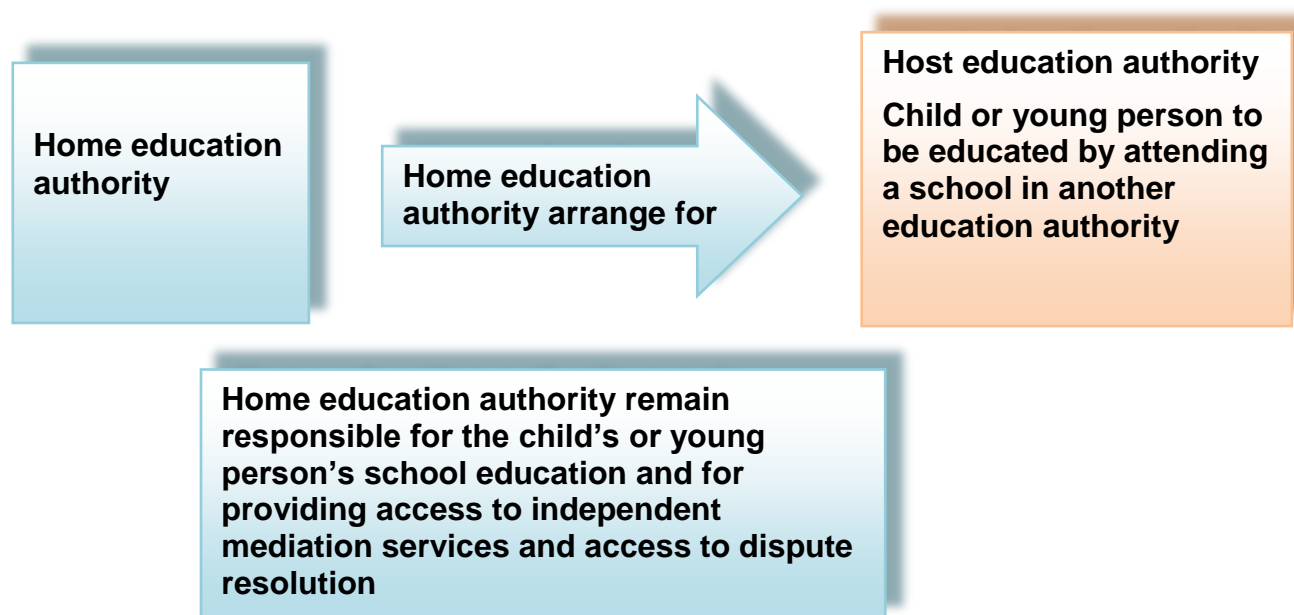 Home education
authority
Home education
authority arrange for
Host education authority
Child or young person to
be educated by attending
a school in another
education authority
Home education authority remain
responsible for the child’s or young
person’s school education and for
providing access to independent
mediation services and access to dispute
resolution